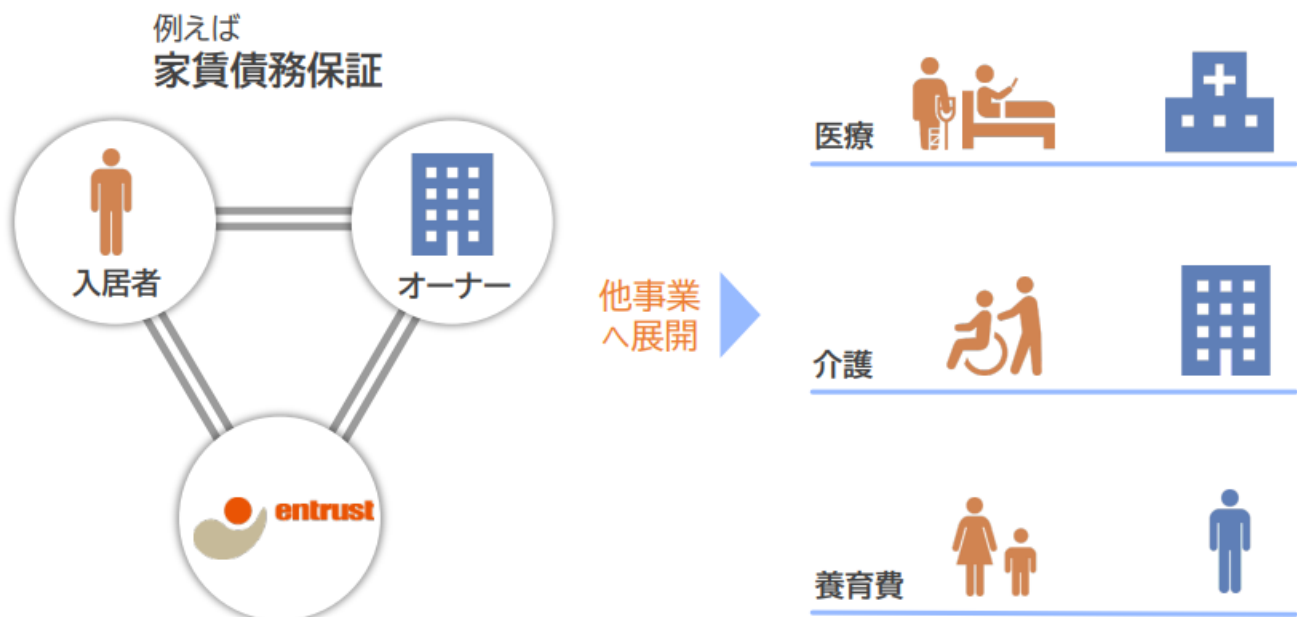 例えば
家賃債務保証
入居者
オーナー
entrust
他事業
へ展開
医療
介護
養育費